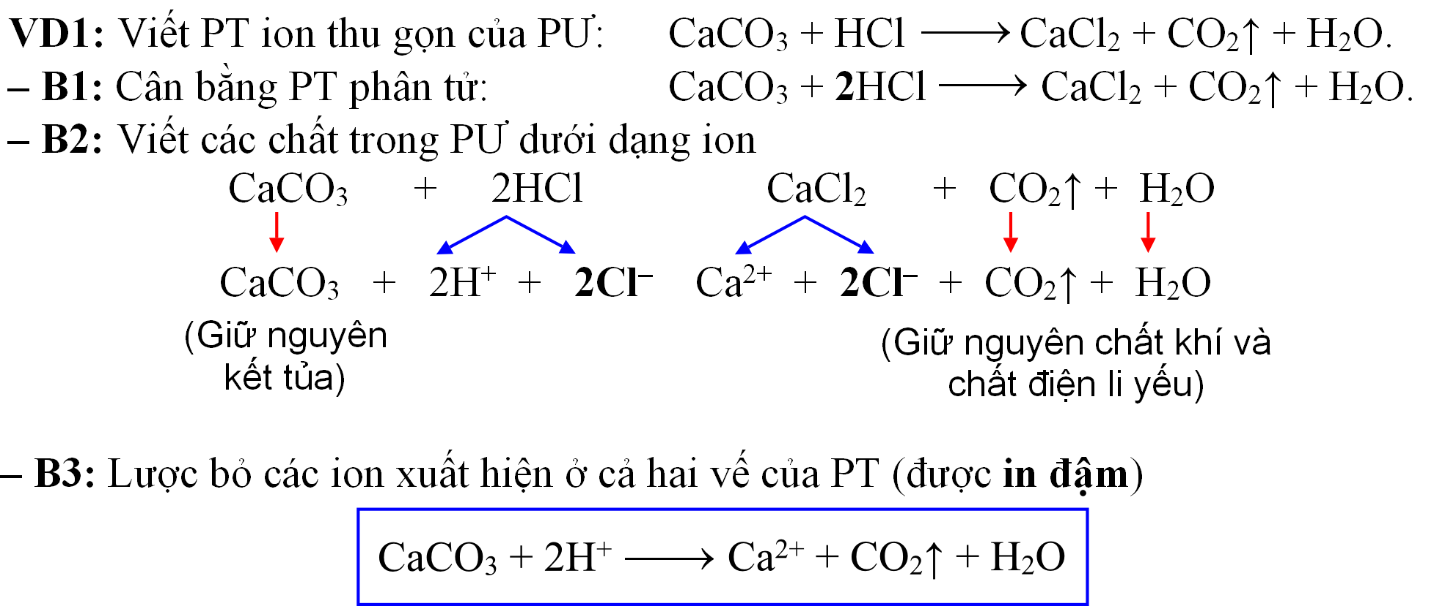 VD1: Viết PT ion thu gọn của PƯ: CaCO₃ + HCl ⟶ CaCl₂ + CO₂↑ + H₂O.
– B1: Cân bằng PT phân tử: CaCO₃ + 2HCl ⟶ CaCl₂ + CO₂↑ + H₂O.
– B2: Viết các chất trong PƯ dưới dạng ion
CaCO₃ + 2HCl CaCl₂ + CO₂↑ + H₂O
CaCO₃ + 2H⁺ + 2Cl⁻ Ca²⁺ + 2Cl⁻ + CO₂↑ + H₂O
(Giữ nguyên
kết tủa)
(Giữ nguyên chất khí và
chất điện li yếu)
– B3: Lược bỏ các ion xuất hiện ở cả hai vế của PT (được in đậm)
CaCO₃ + 2H⁺ ⟶ Ca²⁺ + CO₂↑ + H₂O